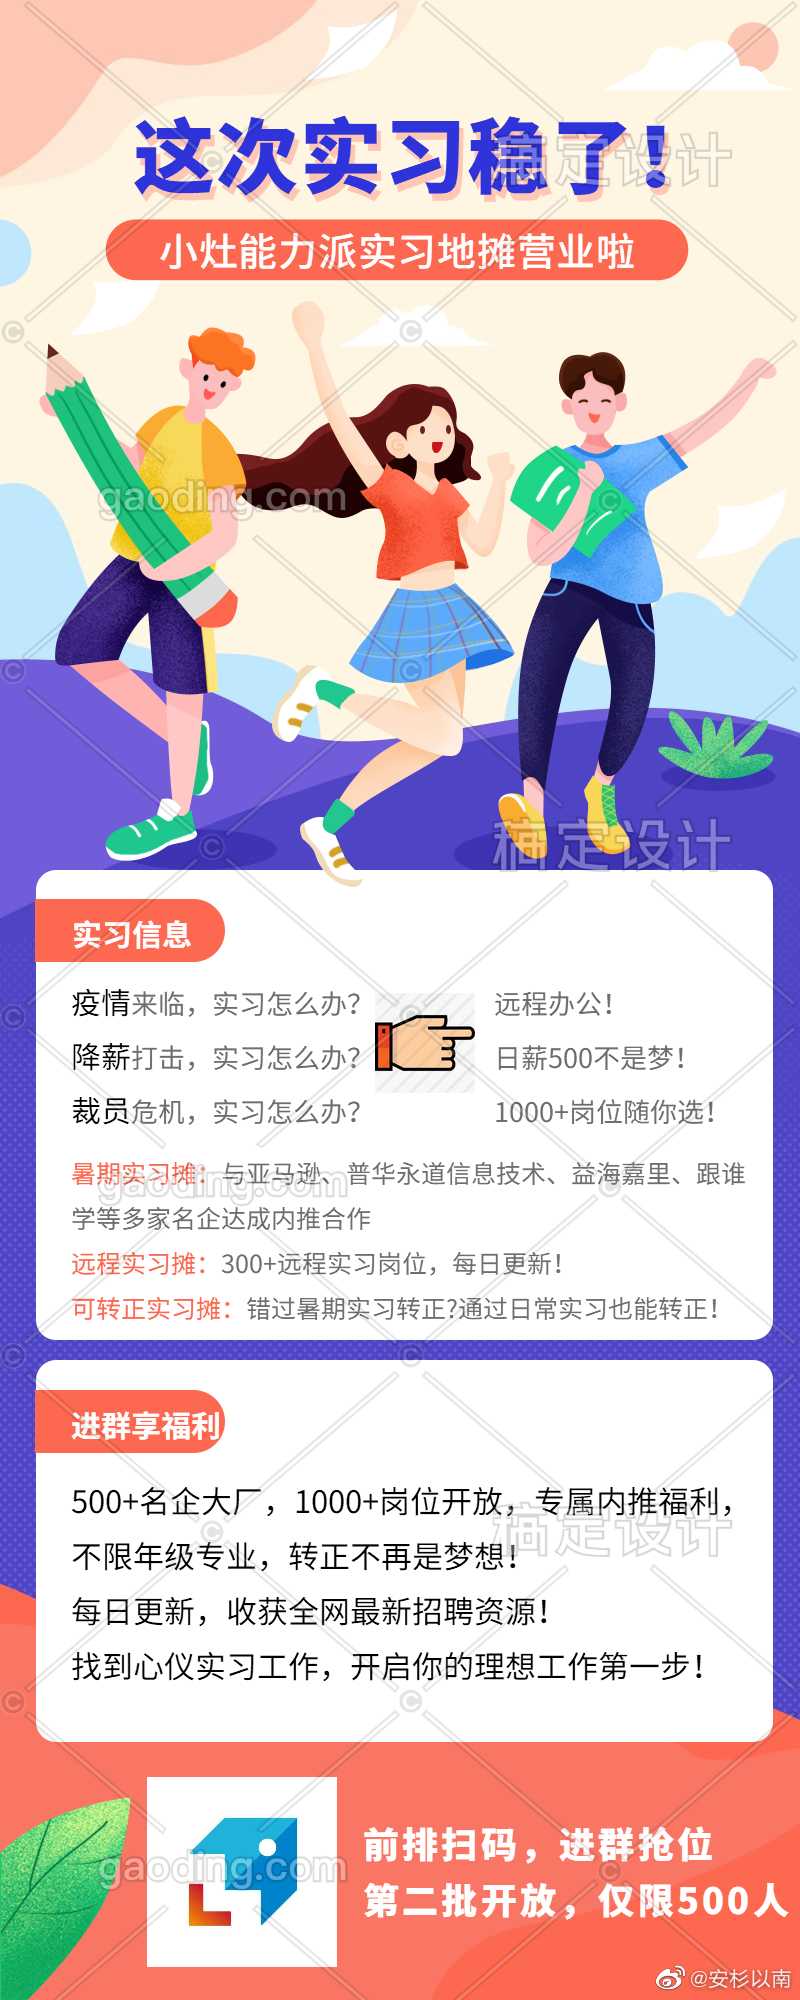 这次实习稳了！
稿定设计
小灶能力派实习地摊营业啦
gaoding.com
稿定设计
实习信息
疫情来临，实习怎么办？ 远程办公！
降薪打击，实习怎么办？ 日薪500不是梦！
裁员危机，实习怎么办？ 1000+岗位随你选！
暑期实习摊：与亚马逊、普华永道信息技术、益海嘉里、跟谁
gaoding.com
学等多家名企达成内推合作
远程实习摊：300+远程实习岗位，每日更新！
可转正实习摊：错过暑期实习转正?通过日常实习也能转正！
进群享福利
500+名企大厂，1000+岗位开放，专属内推福利，
稿定设计
不限年级专业，转正不再是梦想！
每日更新，收获全网最新招聘资源！
找到心仪实习工作，开启你的理想工作第一步！
前排扫码，进群抢位
gaoding.com
第二批开放，仅限500人
@安杉以南